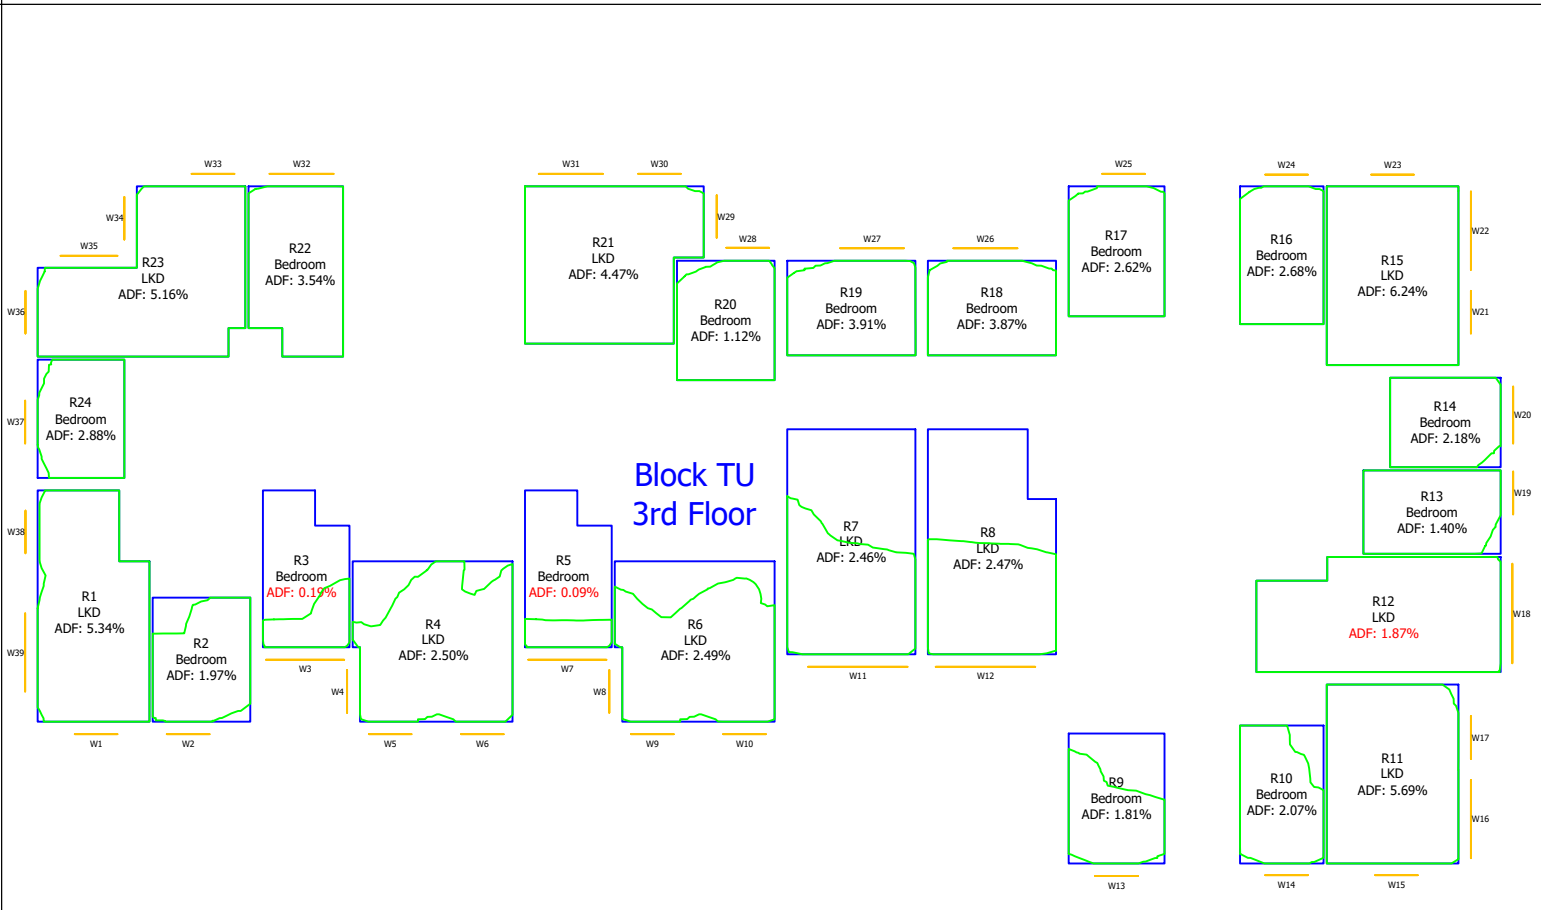 W33
W32
W31
W30
W25
W24
W23
W34
W29
W22
W35
W28
W27
W26
R23
LKD
ADF: 5.16%
R22
Bedroom
ADF: 3.54%
R21
LKD
ADF: 4.47%
R17
Bedroom
ADF: 2.62%
R16
Bedroom
ADF: 2.68%
R15
LKD
ADF: 6.24%
W36
R20
Bedroom
ADF: 1.12%
R19
Bedroom
ADF: 3.91%
R18
Bedroom
ADF: 3.87%
W21
W37
R24
Bedroom
ADF: 2.88%
R14
Bedroom
ADF: 2.18%
W20
Block TU
3rd Floor
R13
Bedroom
ADF: 1.40%
W19
W38
R1
LKD
ADF: 5.34%
R3
Bedroom
ADF: 0.19%
R5
Bedroom
ADF: 0.09%
R7
LKD
ADF: 2.46%
R8
LKD
ADF: 2.47%
R2
Bedroom
ADF: 1.97%
R4
LKD
ADF: 2.50%
R6
LKD
ADF: 2.49%
R12
LKD
ADF: 1.87%
W18
W39
W3
W4
W7
W8
W11
W12
W1
W2
W5
W6
W9
W10
R9
Bedroom
ADF: 1.81%
R10
Bedroom
ADF: 2.07%
R11
LKD
ADF: 5.69%
W17
W16
W13
W14
W15